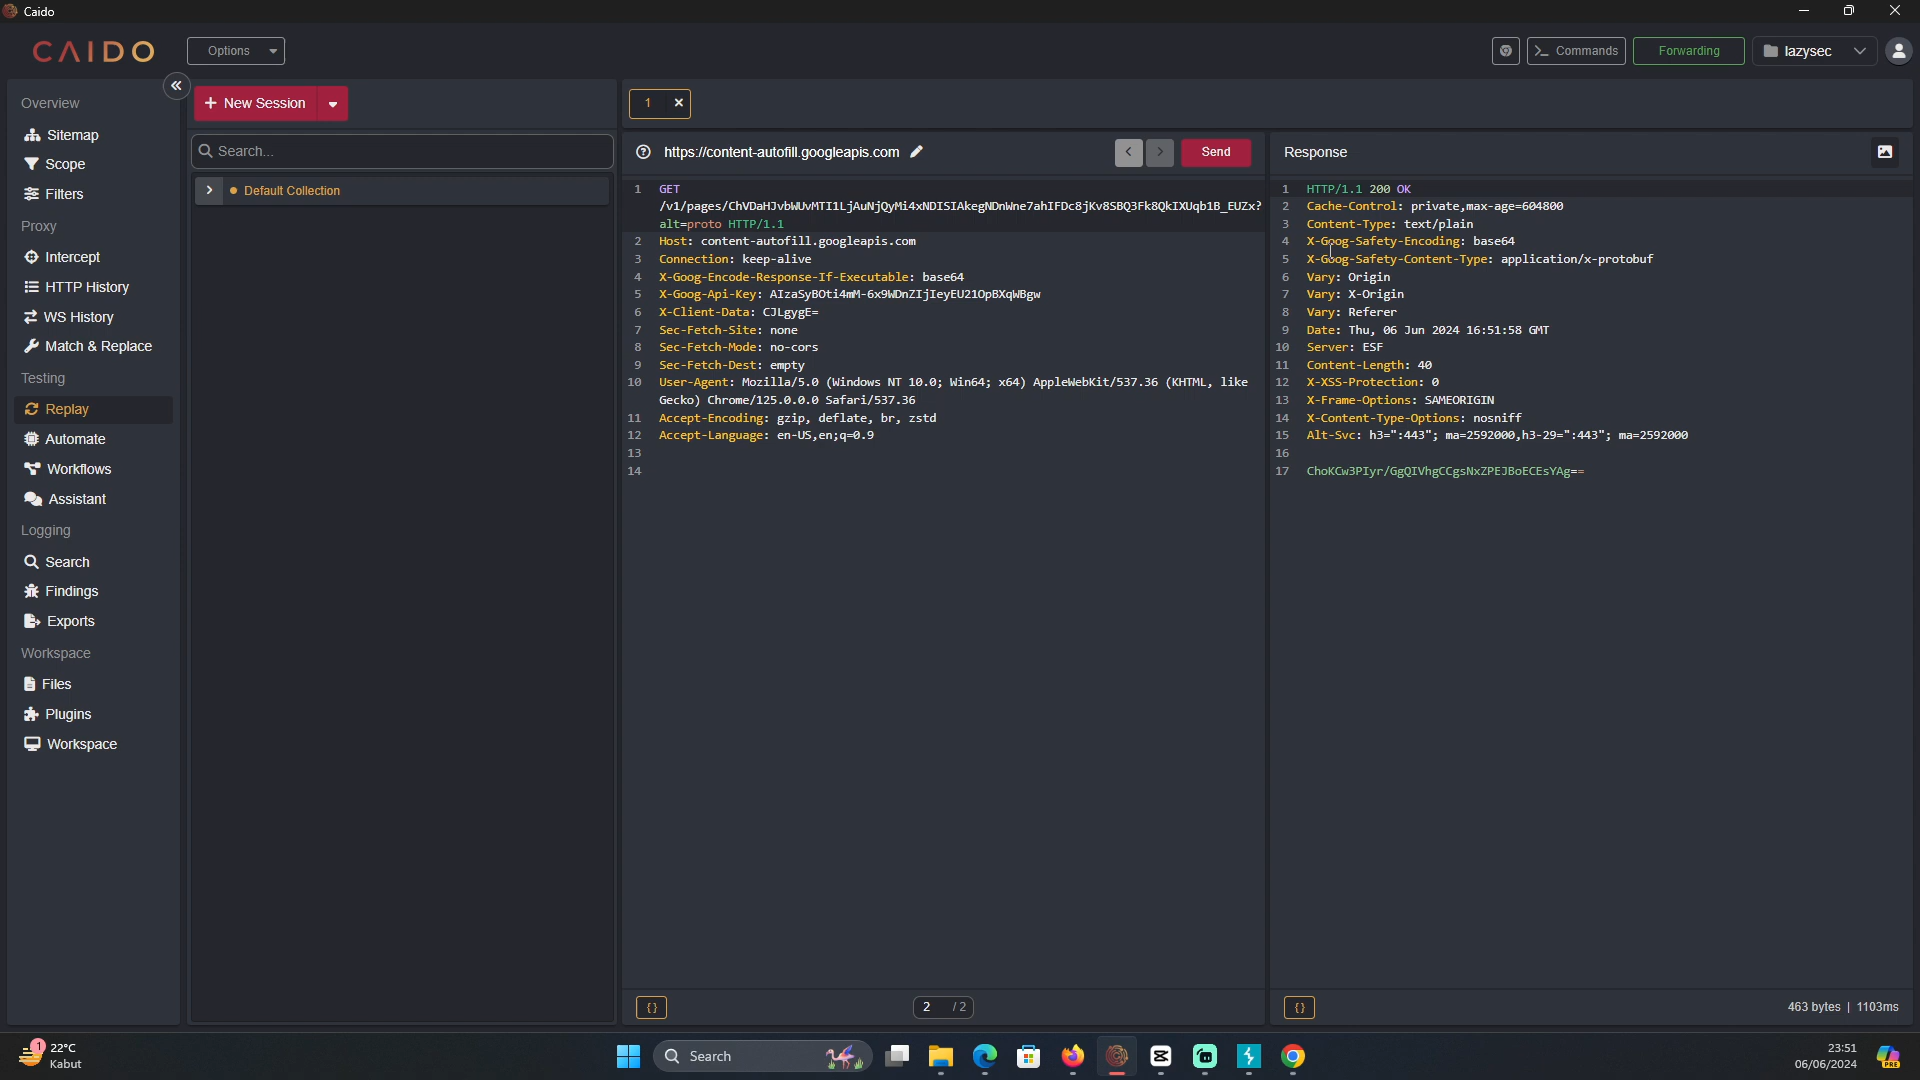 Caido
CAIDO
Options
Commands
Forwarding
lazysec
Overview
Sitemap
Scope
Filters
Proxy
Intercept
HTTP History
WS History
Match & Replace
Testing
Replay
Automate
Workflows
Assistant
Logging
Search
Findings
Exports
Workspace
Files
Plugins
Workspace
+ New Session
Search...
Default Collection
1
https://content-autofill.googleapis.com
< > Send
1 GET
/v1/pages/ChVDaHJvbWUvMTI1LjAuNjQyMi4xNDISIAkegNDnWne7ahIFDc8jKv8SBQ3Fk8QkIXUqb1B_EUZx?
alt=proto HTTP/1.1
2 Host: content-autofill.googleapis.com
3 Connection: keep-alive
4 X-Goog-Encode-Response-If-Executable: base64
5 X-Goog-Api-Key: AIzaSyBOti4mM-6x9WDnZIjIeyEU21OpBXqWBgw
6 X-Client-Data: CJLgygE=
7 Sec-Fetch-Site: none
8 Sec-Fetch-Mode: no-cors
9 Sec-Fetch-Dest: empty
10 User-Agent: Mozilla/5.0 (Windows NT 10.0; Win64; x64) AppleWebKit/537.36 (KHTML, like
Gecko) Chrome/125.0.0.0 Safari/537.36
11 Accept-Encoding: gzip, deflate, br, zstd
12 Accept-Language: en-US,en;q=0.9
13
14
{} 2 / 2
Response
1 HTTP/1.1 200 OK
2 Cache-Control: private,max-age=604800
3 Content-Type: text/plain
4 X-Goog-Safety-Encoding: base64
5 X-Goog-Safety-Content-Type: application/x-protobuf
6 Vary: Origin
7 Vary: X-Origin
8 Vary: Referer
9 Date: Thu, 06 Jun 2024 16:51:58 GMT
10 Server: ESF
11 Content-Length: 40
12 X-XSS-Protection: 0
13 X-Frame-Options: SAMEORIGIN
14 X-Content-Type-Options: nosniff
15 Alt-Svc: h3=":443"; ma=2592000,h3-29=":443"; ma=2592000
16
17 ChoKCw3PIyr/GgQIVhgCCgsNxZPEJBoECEsYAg==
{} 463 bytes | 1103ms
1
22°C
Kabut
Search
PRE
23:51
06/06/2024